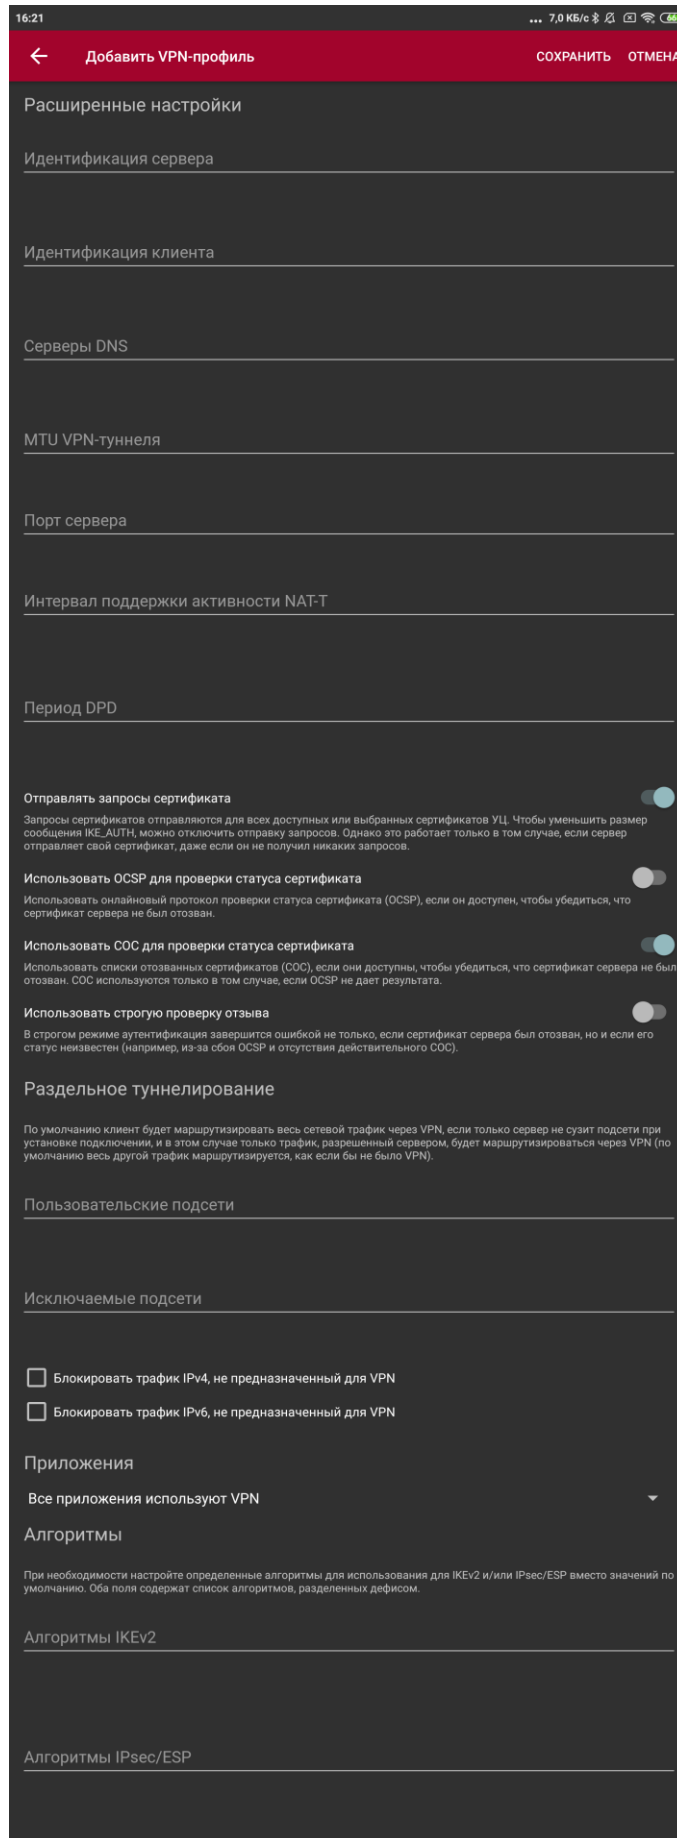 16:21
... 7,0 КБ/с
Добавить VPN-профиль
СОХРАНИТЬ ОТМЕНА
Расширенные настройки
Идентификация сервера
Идентификация клиента
Серверы DNS
MTU VPN-туннеля
Порт сервера
Интервал поддержки активности NAT-T
Период DPD
Отправлять запросы сертификата
Запросы сертификатов отправляются для всех доступных или выбранных сертификатов УЦ. Чтобы уменьшить размер
сообщения IKE_AUTH, можно отключить отправку запросов. Однако это работает только в том случае, если сервер
отправляет свой сертификат, даже если он не получил никаких запросов.
Использовать OCSP для проверки статуса сертификата
Использовать онлайновый протокол проверки статуса сертификата (OCSP), если он доступен, чтобы убедиться, что
сертификат сервера не был отозван.
Использовать СОС для проверки статуса сертификата
Использовать списки отозванных сертификатов (СОС), если они доступны, чтобы убедиться, что сертификат сервера не был
отозван. СОС используются только в том случае, если OCSP не дает результата.
Использовать строгую проверку отзыва
В строгом режиме аутентификация завершится ошибкой не только, если сертификат сервера был отозван, но и если его
статус неизвестен (например, из-за сбоя OCSP и отсутствия действительного СОС).
Раздельное туннелирование
По умолчанию клиент будет маршрутизировать весь сетевой трафик через VPN, если только сервер не сузит подсети при
установке подключении, и в этом случае только трафик, разрешенный сервером, будет маршрутизироваться через VPN (по
умолчанию весь другой трафик маршрутизируется, как если бы не было VPN).
Пользовательские подсети
Исключаемые подсети
Блокировать трафик IPv4, не предназначенный для VPN
Блокировать трафик IPv6, не предназначенный для VPN
Приложения
Все приложения используют VPN
Алгоритмы
При необходимости настройте определенные алгоритмы для использования для IKEv2 и/или IPsec/ESP вместо значений по
умолчанию. Оба поля содержат список алгоритмов, разделенных дефисом.
Алгоритмы IKEv2
Алгоритмы IPsec/ESP